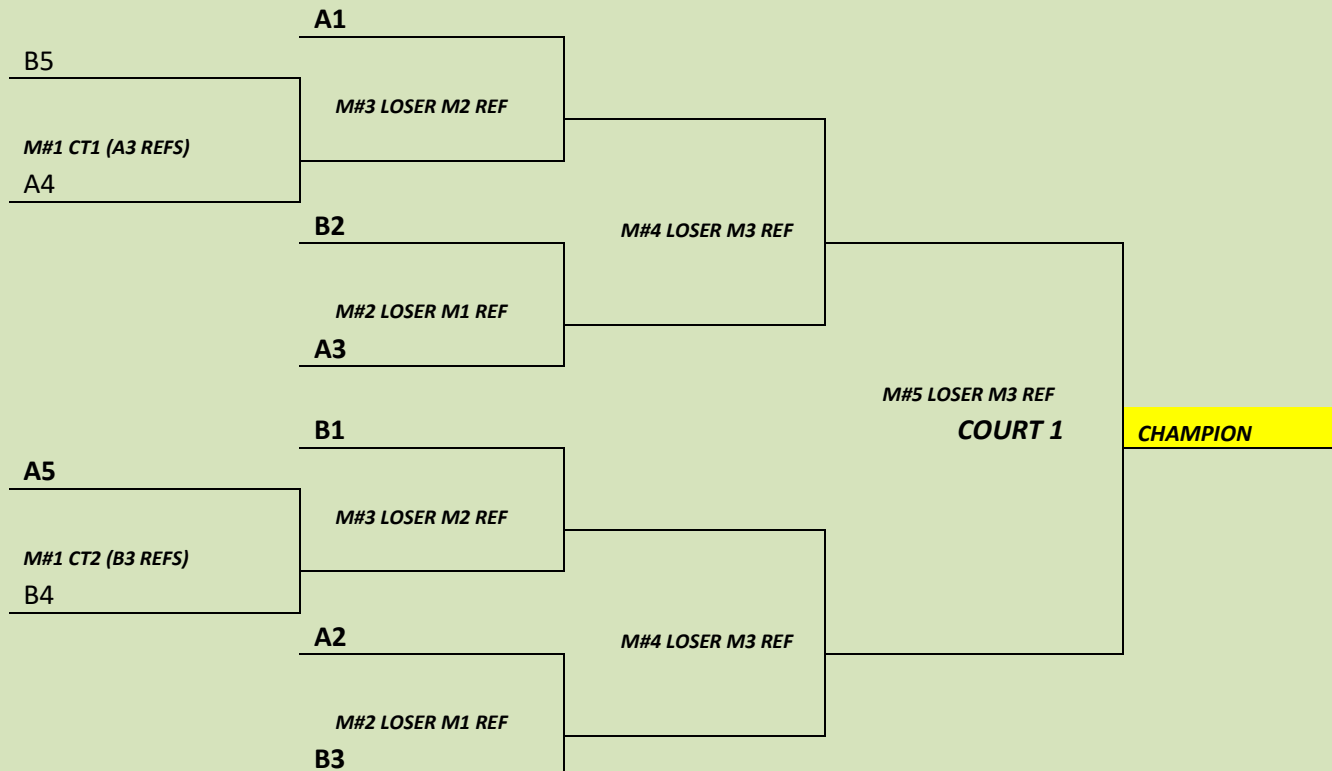 A1
B5
M#3 LOSER M2 REF
M#1 CT1 (A3 REFS)
A4
B2
M#4 LOSER M3 REF
M#2 LOSER M1 REF
A3
M#5 LOSER M3 REF
B1
COURT 1
CHAMPION
A5
M#3 LOSER M2 REF
M#1 CT2 (B3 REFS)
B4
A2
M#4 LOSER M3 REF
M#2 LOSER M1 REF
B3